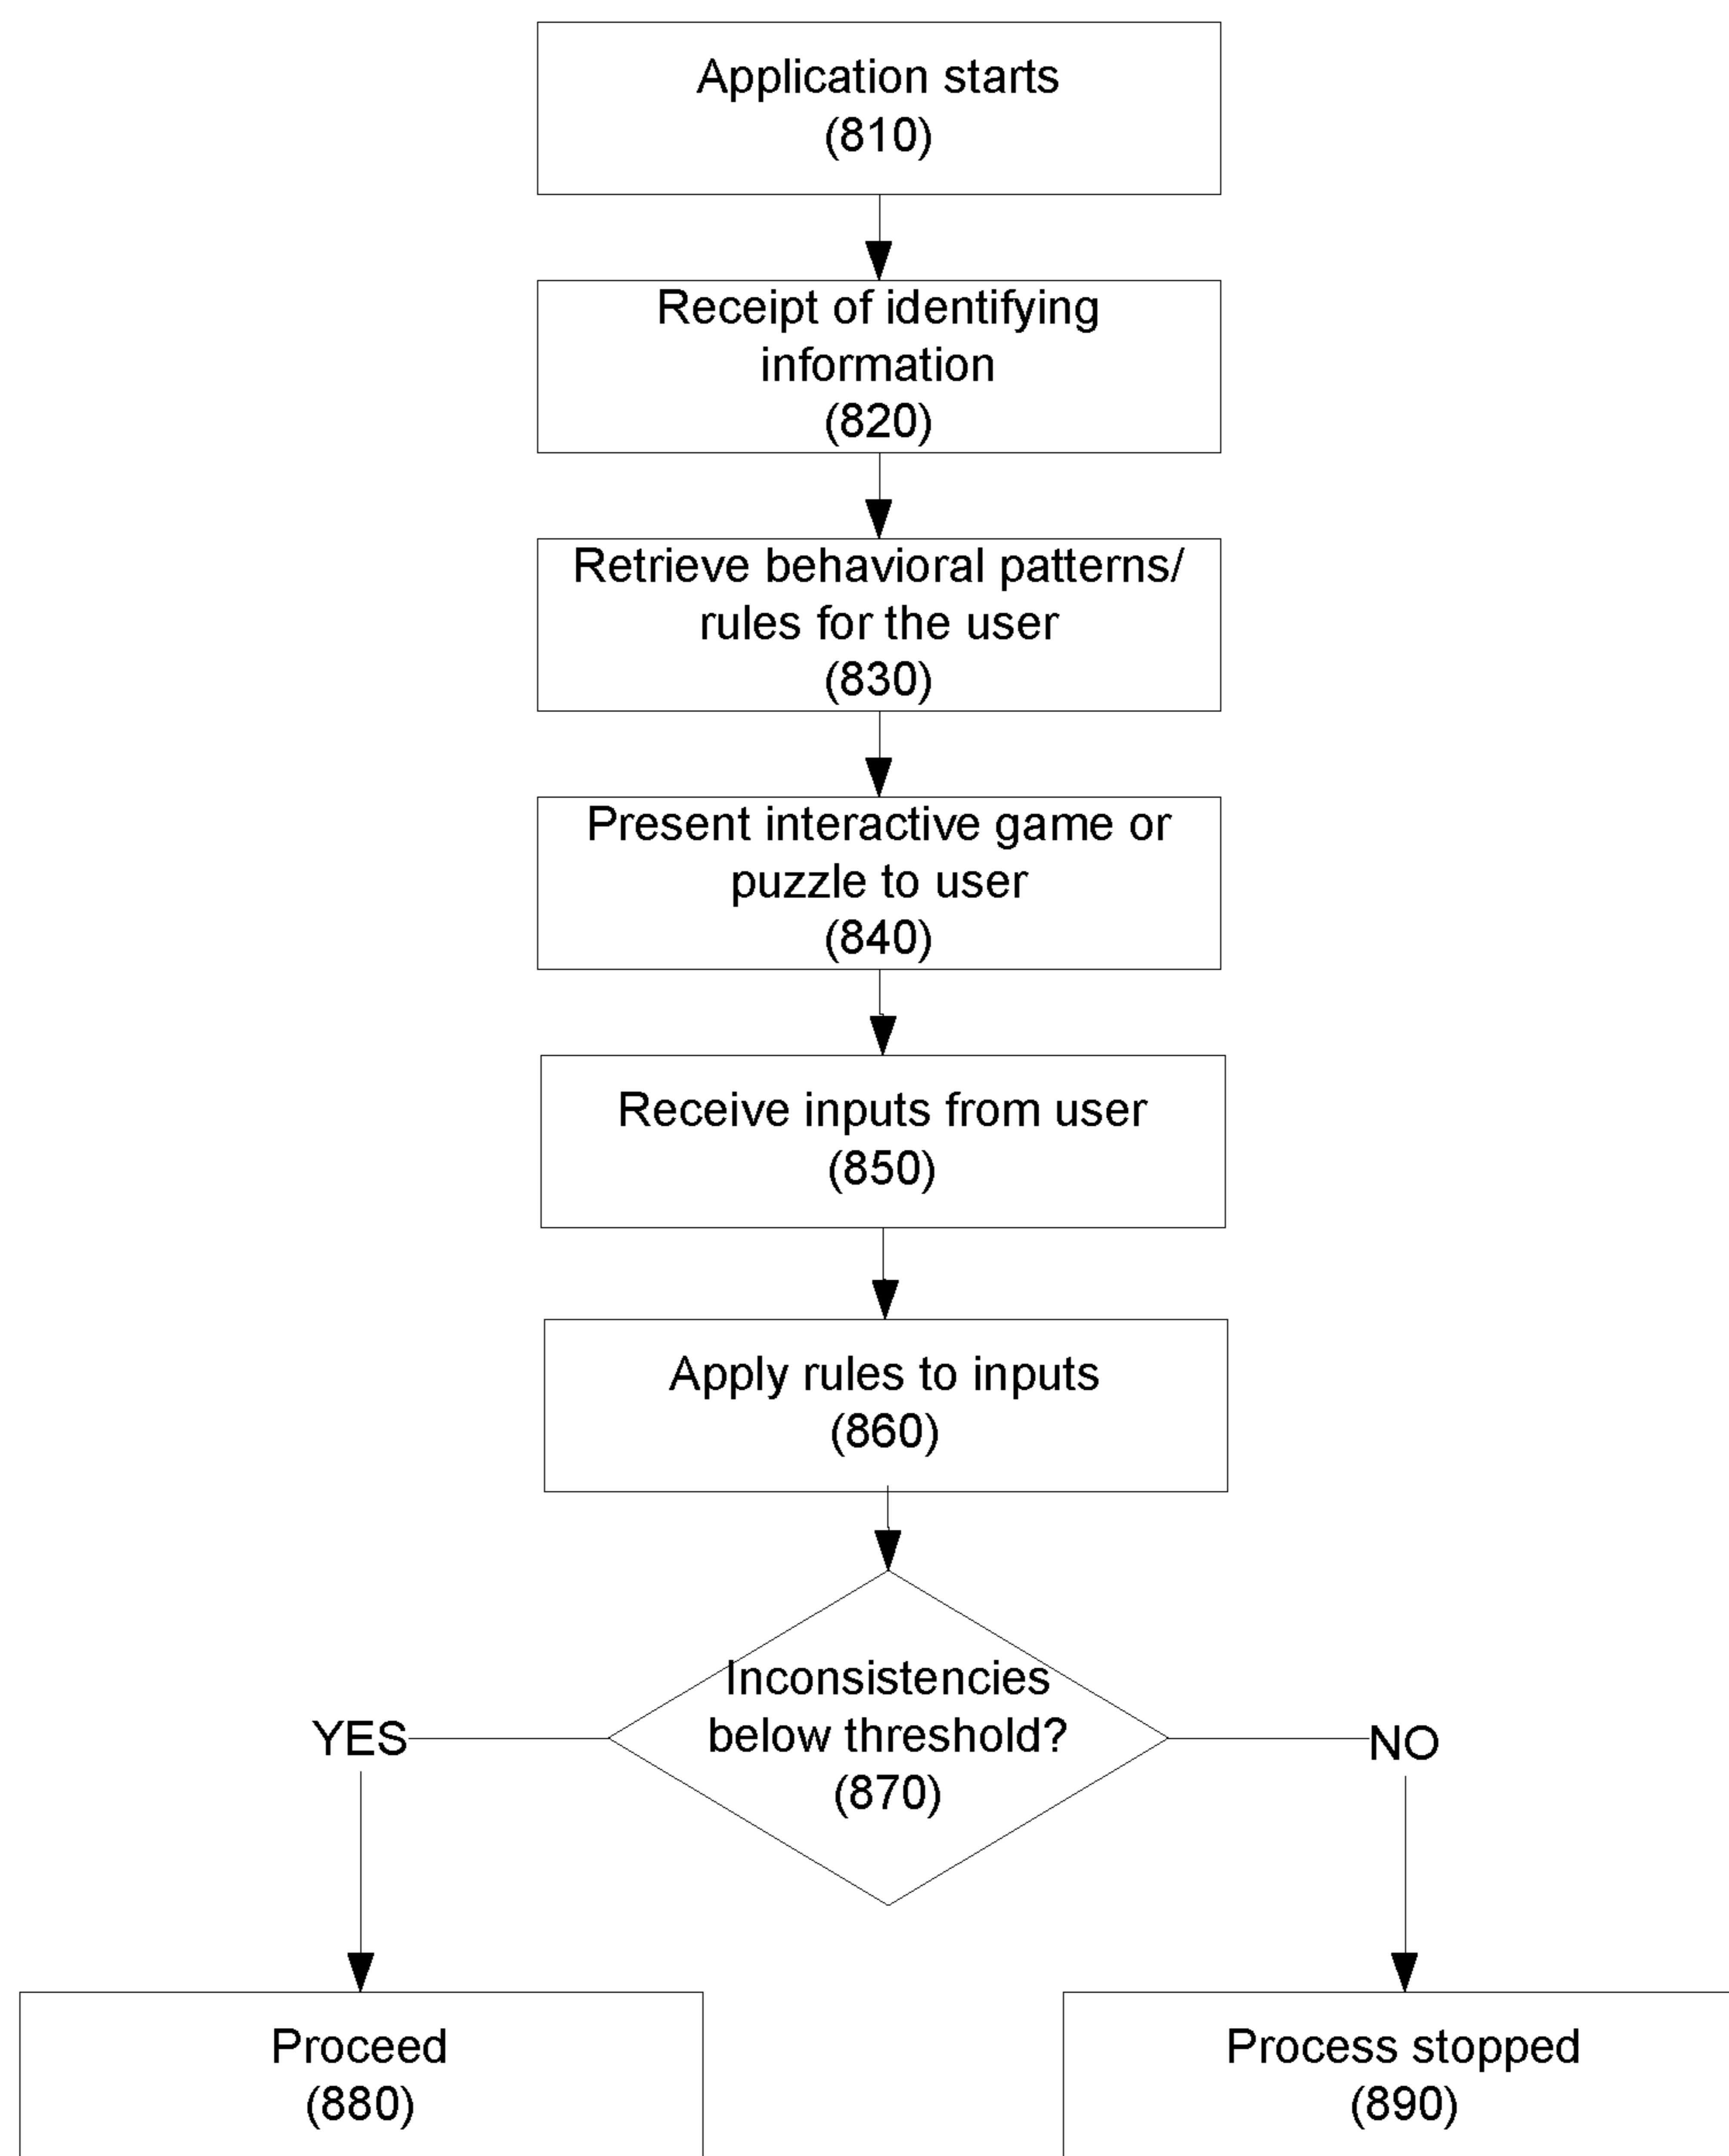 Application starts
(810)
Receipt of identifying
information
(820)
Retrieve behavioral patterns/
rules for the user
(830)
Present interactive game or
puzzle to user
(840)
Receive inputs from user
(850)
Apply rules to inputs
(860)
Inconsistencies
below threshold?
(870)
YES
NO
Proceed
(880)
Process stopped
(890)